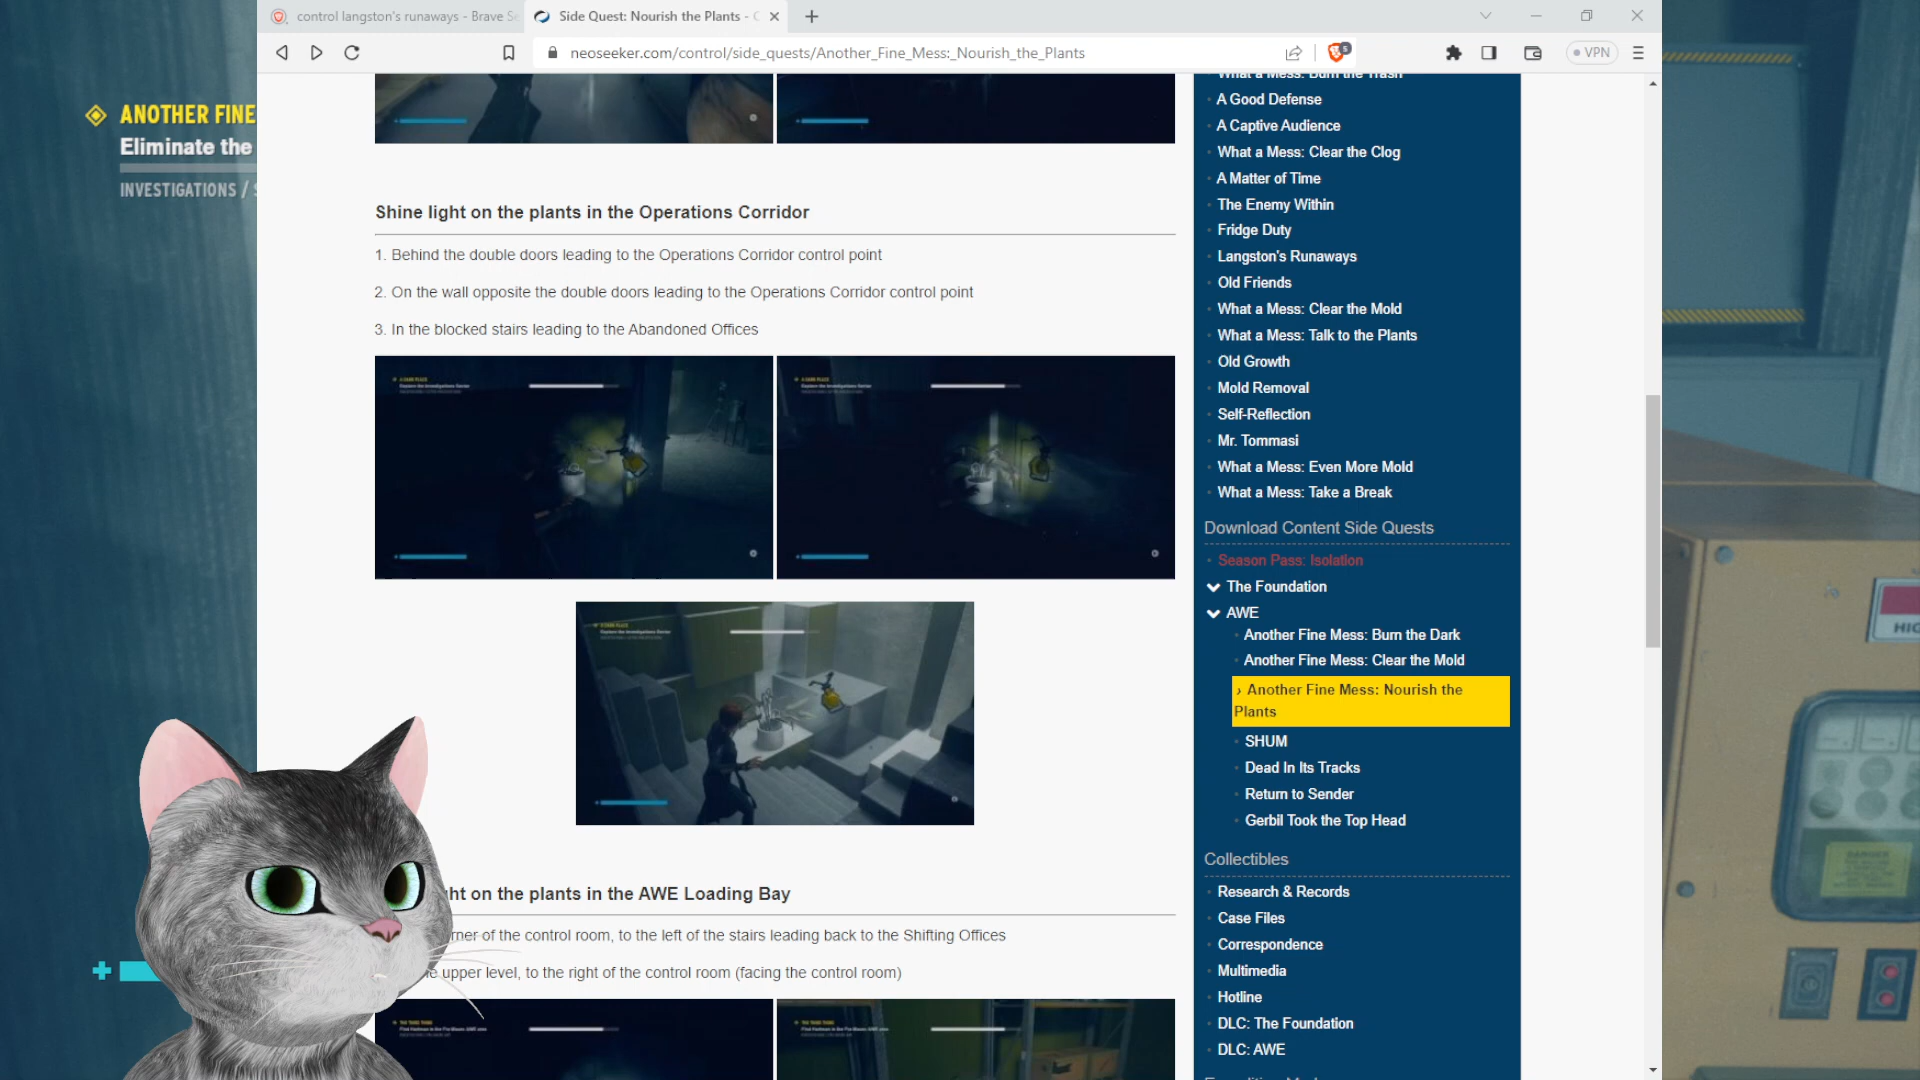 control langston's runaways - Brave Se
Side Quest: Nourish the Plants - C
neoseeker.com/control/side_quests/Another_Fine_Mess:_Nourish_the_Plants
5
VPN
ANOTHER FINE
Eliminate the
INVESTIGATIONS /
Shine light on the plants in the Operations Corridor
1. Behind the double doors leading to the Operations Corridor control point
2. On the wall opposite the double doors leading to the Operations Corridor control point
3. In the blocked stairs leading to the Abandoned Offices
ht on the plants in the AWE Loading Bay
rner of the control room, to the left of the stairs leading back to the Shifting Offices
upper level, to the right of the control room (facing the control room)
What a Mess: Burn the Trash
A Good Defense
A Captive Audience
What a Mess: Clear the Clog
A Matter of Time
The Enemy Within
Fridge Duty
Langston's Runaways
Old Friends
What a Mess: Clear the Mold
What a Mess: Talk to the Plants
Old Growth
Mold Removal
Self-Reflection
Mr. Tommasi
What a Mess: Even More Mold
What a Mess: Take a Break
Download Content Side Quests
Season Pass: Isolation
The Foundation
AWE
Another Fine Mess: Burn the Dark
Another Fine Mess: Clear the Mold
› Another Fine Mess: Nourish the
Plants
SHUM
Dead In Its Tracks
Return to Sender
Gerbil Took the Top Head
Collectibles
Research & Records
Case Files
Correspondence
Multimedia
Hotline
DLC: The Foundation
DLC: AWE
HIG